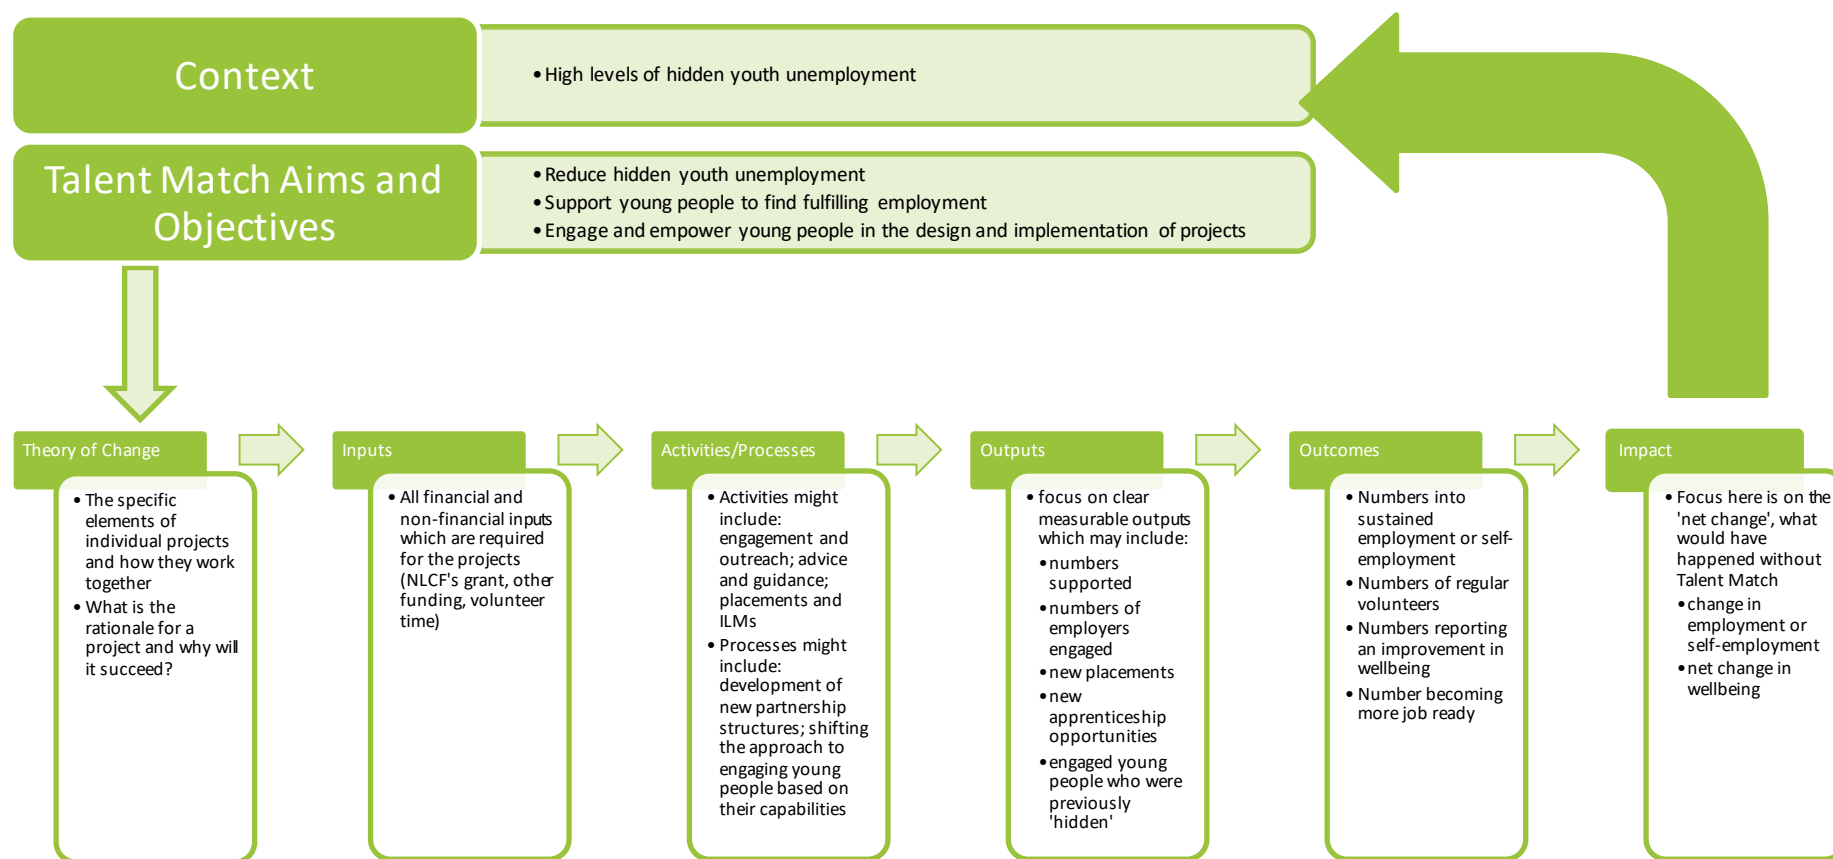 Context
• High levels of hidden youth unemployment
Talent Match Aims and
Objectives
• Reduce hidden youth unemployment
• Support young people to find fulfilling employment
• Engage and empower young people in the design and implementation of projects
Theory of Change
• The specific
elements of
individual projects
and how they work
together
• What is the
rationale for a
project and why will
it succeed?
Inputs
• All financial and
non-financial inputs
which are required
for the projects
(NLCF's grant, other
funding, volunteer
time)
Activities/Processes
• Activities might
include:
engagement and
outreach; advice
and guidance;
placements and
ILMs
• Processes might
include:
development of
new partnership
structures; shifting
the approach to
engaging young
people based on
their capabilities
Outputs
• focus on clear
measurable outputs
which may include:
• numbers
supported
• numbers of
employers
engaged
• new placements
• new
apprenticeship
opportunities
• engaged young
people who were
previously
'hidden'
Outcomes
• Numbers into
sustained
employment or self-
employment
• Numbers of regular
volunteers
• Numbers reporting
an improvement in
wellbeing
• Number becoming
more job ready
Impact
• Focus here is on the
'net change', what
would have
happened without
Talent Match
• change in
employment or
self-employment
• net change in
wellbeing